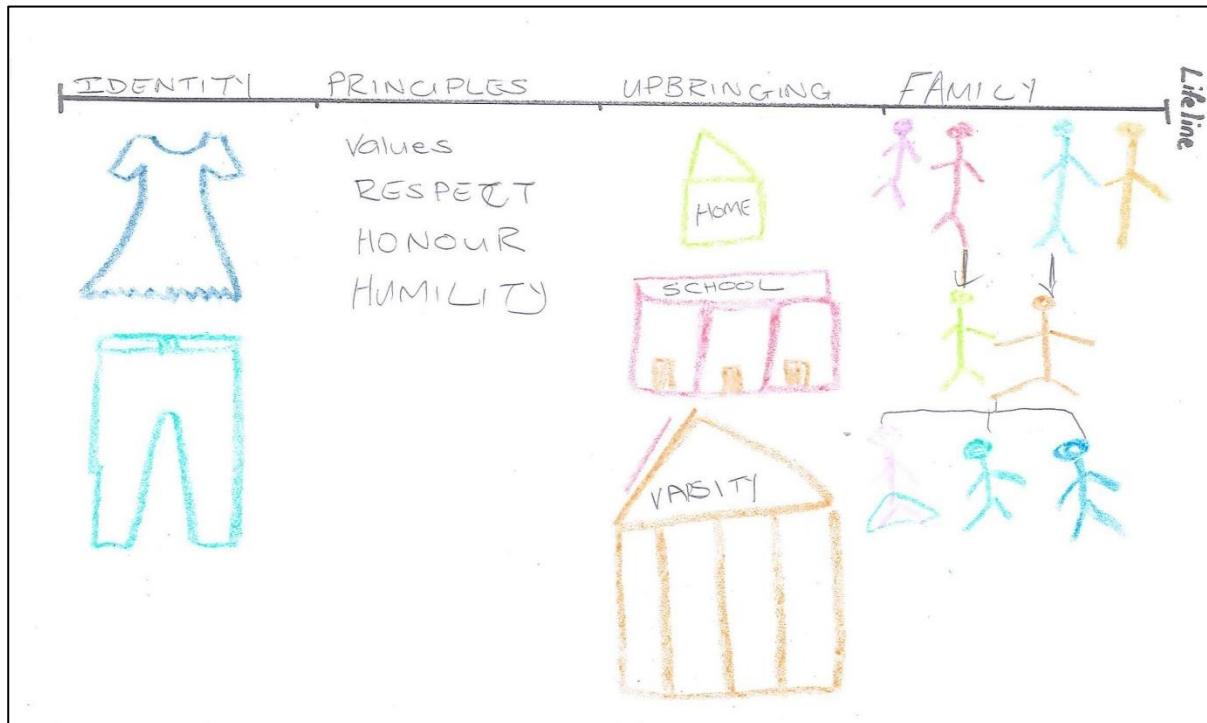 IDENTITY PRINCIPLES UPBRINGING FAMILY
Lifeline
Values
RESPECT
HONOUR
HUMILITY
HOME
SCHOOL
VARSITY